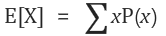 E[X] = ∑xP(x)